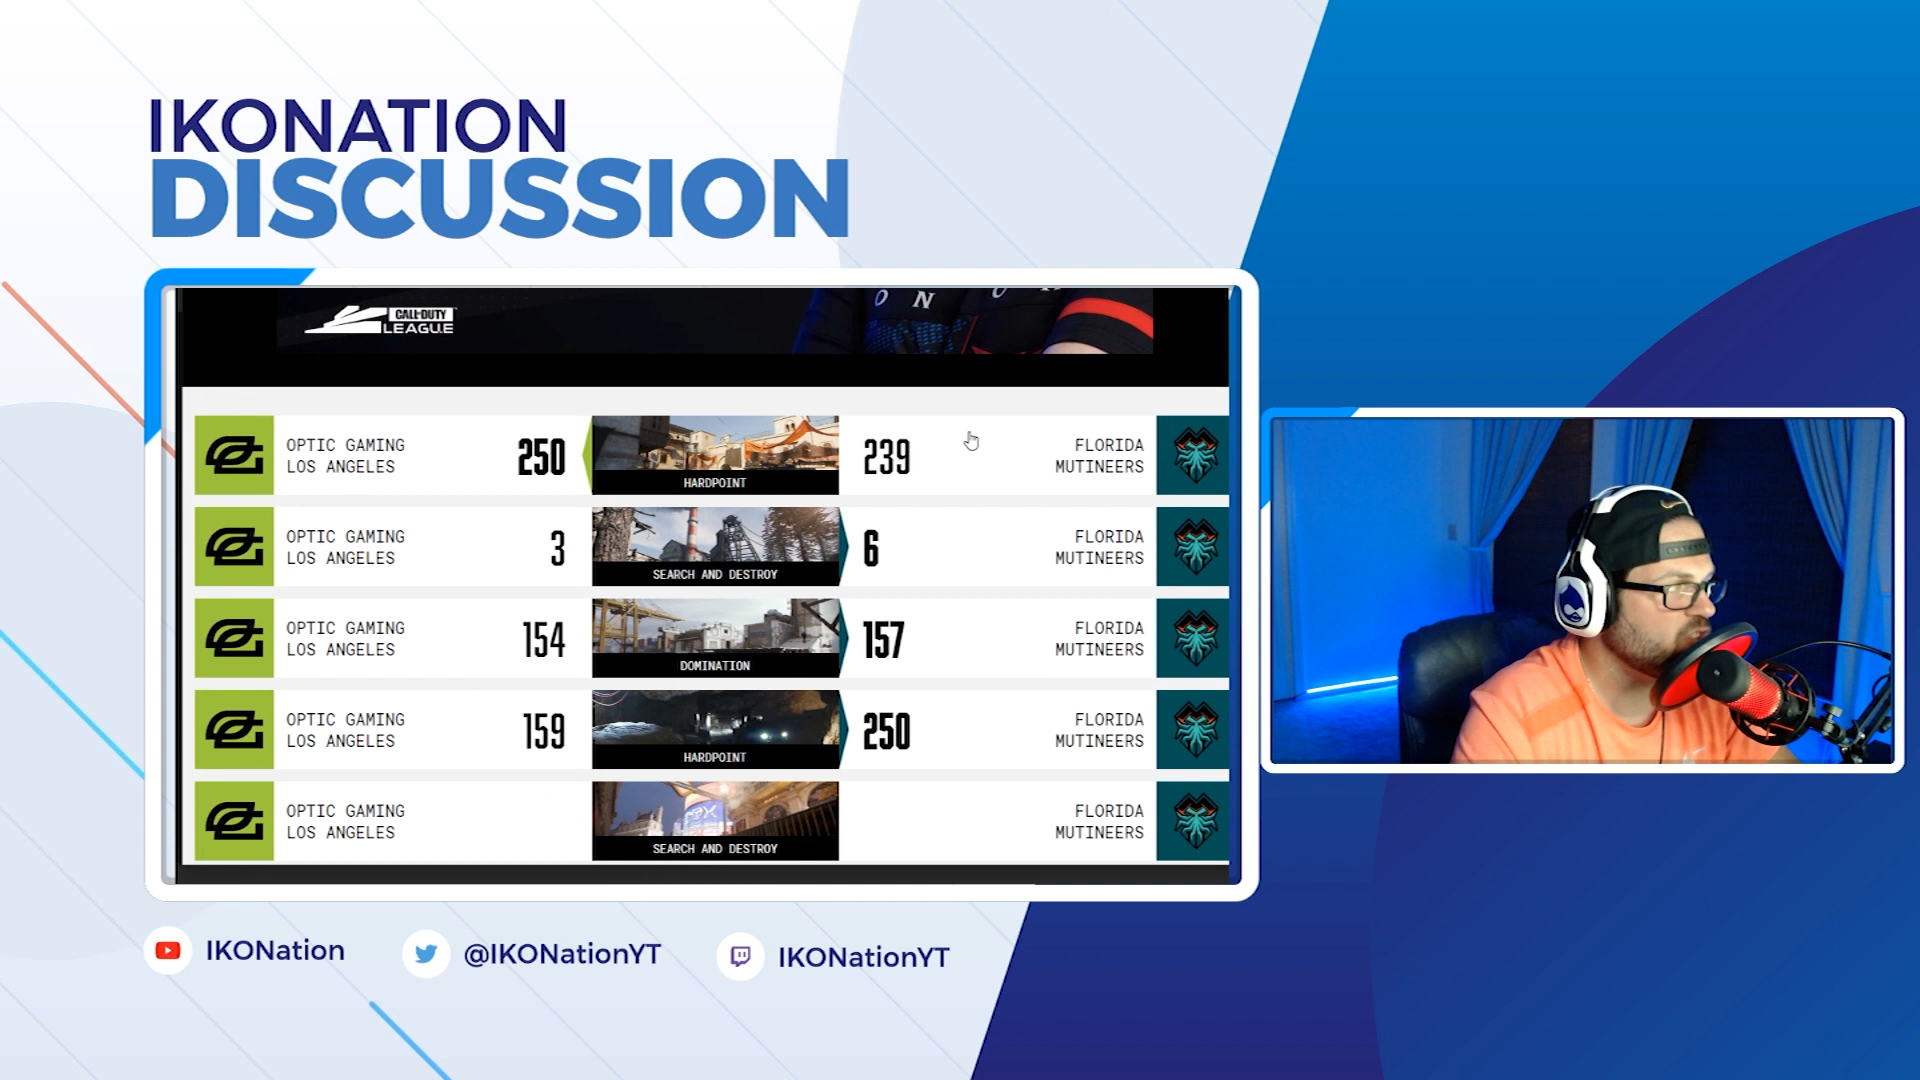 IKONATION
DISCUSSION
CALL OF DUTY
LEAGUE
OPTIC GAMING
LOS ANGELES
250
HARDPOINT
239
FLORIDA
MUTINEERS
OPTIC GAMING
LOS ANGELES
3
SEARCH AND DESTROY
6
FLORIDA
MUTINEERS
OPTIC GAMING
LOS ANGELES
154
DOMINATION
157
FLORIDA
MUTINEERS
OPTIC GAMING
LOS ANGELES
159
HARDPOINT
250
FLORIDA
MUTINEERS
OPTIC GAMING
LOS ANGELES
SEARCH AND DESTROY
FLORIDA
MUTINEERS
IKONation
@IKONationYT
IKONationYT